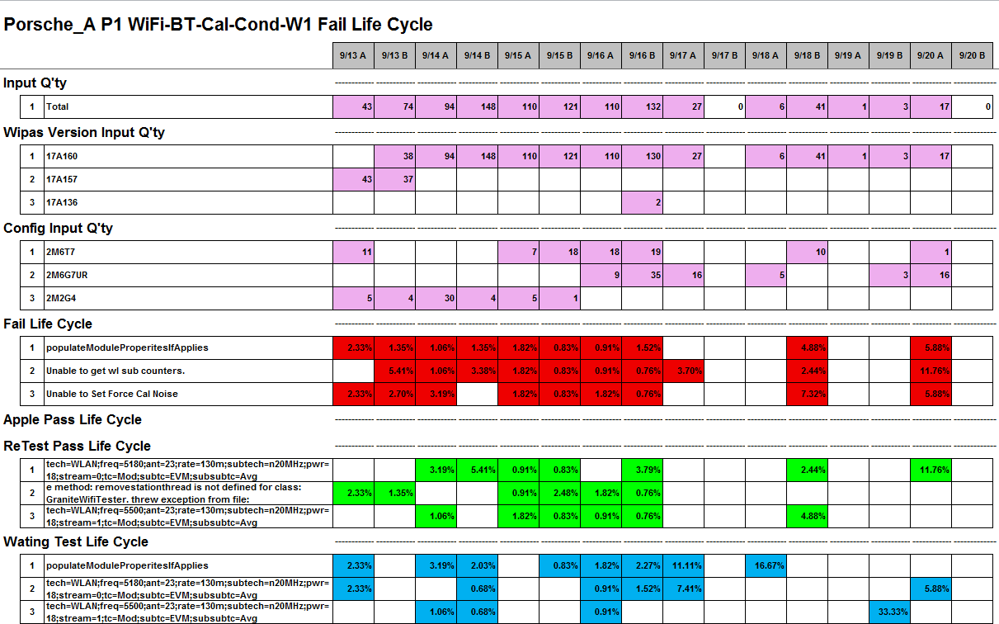 Porsche_A P1 WiFi-BT-Cal-Cond-W1 Fail Life Cycle
9/13 A 9/13 B 9/14 A 9/14 B 9/15 A 9/15 B 9/16 A 9/16 B 9/17 A 9/17 B 9/18 A 9/18 B 9/19 A 9/19 B 9/20 A 9/20 B
Input Q'ty
1 Total 43 74 94 148 110 121 110 132 27 0 6 41 1 3 17 0
Wipas Version Input Q'ty
1 17A160 38 94 148 110 121 110 130 27 6 41 1 3 17
2 17A157 43 37
3 17A136 2
Config Input Q'ty
1 2M6T7 11 7 18 18 19 10 1
2 2M6G7UR 9 35 16 5 3 16
3 2M2G4 5 4 30 4 5 1
Fail Life Cycle
1 populateModuleProperitesIfApplies 2.33% 1.35% 1.06% 1.35% 1.82% 0.83% 0.91% 1.52% 4.88% 5.88%
2 Unable to get wl sub counters. 5.41% 1.06% 3.38% 1.82% 0.83% 0.91% 0.76% 3.70% 2.44% 11.76%
3 Unable to Set Force Cal Noise 2.33% 2.70% 3.19% 1.82% 0.83% 1.82% 0.76% 7.32% 5.88%
Apple Pass Life Cycle
ReTest Pass Life Cycle
tech=WLAN;freq=5180;ant=23;rate=130m;subtech=n20MHz;pwr=
1 18;stream=0;tc=Mod;subtc=EVM;subsubtc=Avg 3.19% 5.41% 0.91% 0.83% 3.79% 2.44% 11.76%
e method: removestationthread is not defined for class:
2 GraniteWifiTester. threw exception from file: 2.33% 1.35% 0.91% 2.48% 1.82% 0.76%
tech=WLAN;freq=5500;ant=23;rate=130m;subtech=n20MHz;pwr=
3 18;stream=1;tc=Mod;subtc=EVM;subsubtc=Avg 1.06% 1.82% 0.83% 0.91% 0.76% 4.88%
Wating Test Life Cycle
1 populateModuleProperitesIfApplies 2.33% 3.19% 2.03% 0.83% 1.82% 2.27% 11.11% 16.67%
tech=WLAN;freq=5180;ant=23;rate=130m;subtech=n20MHz;pwr=
2 18;stream=0;tc=Mod;subtc=EVM;subsubtc=Avg 2.33% 0.68% 0.91% 1.52% 7.41% 5.88%
tech=WLAN;freq=5500;ant=23;rate=130m;subtech=n20MHz;pwr=
3 18;stream=1;tc=Mod;subtc=EVM;subsubtc=Avg 1.06% 0.68% 0.91% 33.33%